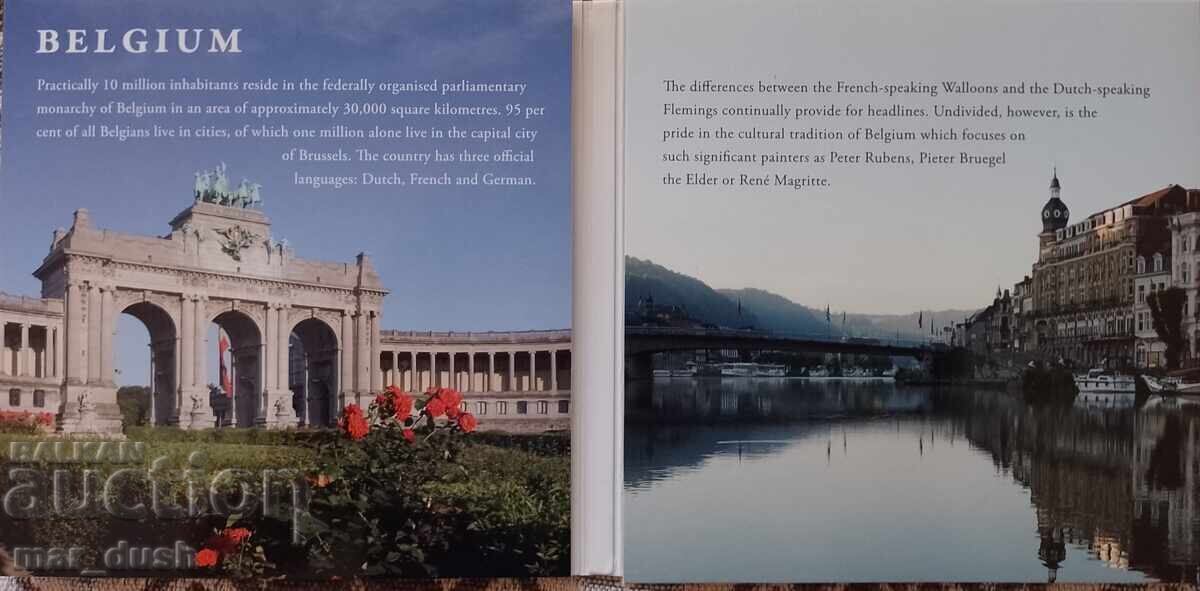 BELGIUM
Practically 10 million inhabitants reside in the federally organised parliamentary
monarchy of Belgium in an area of approximately 30,000 square kilometres. 95 per
cent of all Belgians live in cities, of which one million alone live in the capital city
of Brussels. The country has three official
languages: Dutch, French and German.
The differences between the French-speaking Walloons and the Dutch-speaking
Flemings continually provide for headlines. Undivided, however, is the
pride in the cultural tradition of Belgium which focuses on
such significant painters as Peter Rubens, Pieter Bruegel
the Elder or René Magritte.
BALKAN
auction
mar_dush